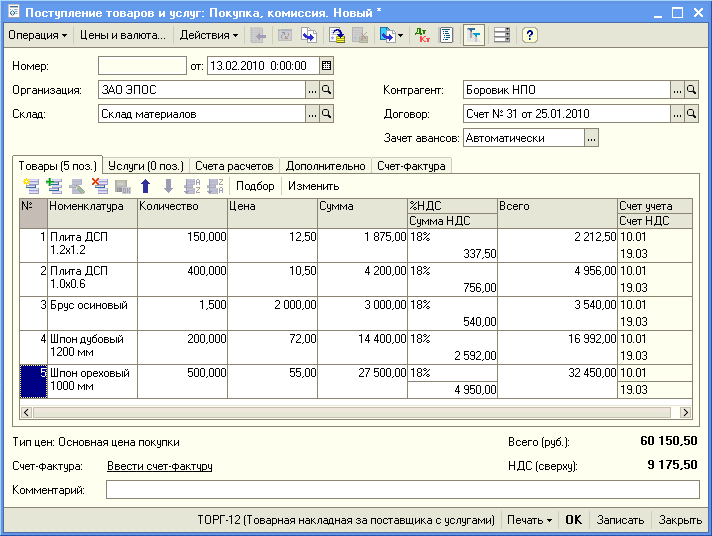 Поступление товаров и услуг: Покупка, комиссия. Новый *
Операция Цены и валюта... Действия Дт Кт Тт ?
Номер: от: 13.02.2010 0:00:00
Организация: ЗАО ЭПОС ... Контрагент: Боровик НПО ...
Склад: Склад материалов ... Договор: Счет № 31 от 25.01.2010 ...
Зачет авансов: Автоматически ...
Товары (5 поз.) Услуги (0 поз.) Счета расчетов Дополнительно Счет-фактура
Подбор Изменить
№ Номенклатура Количество Цена Сумма %НДС Всего Счет учета
Сумма НДС Счет НДС
1 Плита ДСП 150,000 12,50 1 875,00 18% 2 212,50 10.01
1.2x1.2 337,50 19.03
2 Плита ДСП 400,000 10,50 4 200,00 18% 4 956,00 10.01
1.0x0.6 756,00 19.03
3 Брус осиновый 1,500 2 000,00 3 000,00 18% 3 540,00 10.01
540,00 19.03
4 Шпон дубовый 200,000 72,00 14 400,00 18% 16 992,00 10.01
1200 мм 2 592,00 19.03
5 Шпон ореховый 500,000 55,00 27 500,00 18% 32 450,00 10.01
1000 мм 4 950,00 19.03
Тип цен: Основная цена покупки Всего (руб.): 60 150,50
Счет-фактура: Ввести счет-фактуру НДС (сверху): 9 175,50
Комментарий:
ТОРГ-12 (Товарная накладная за поставщика с услугами) Печать OK Записать Закрыть